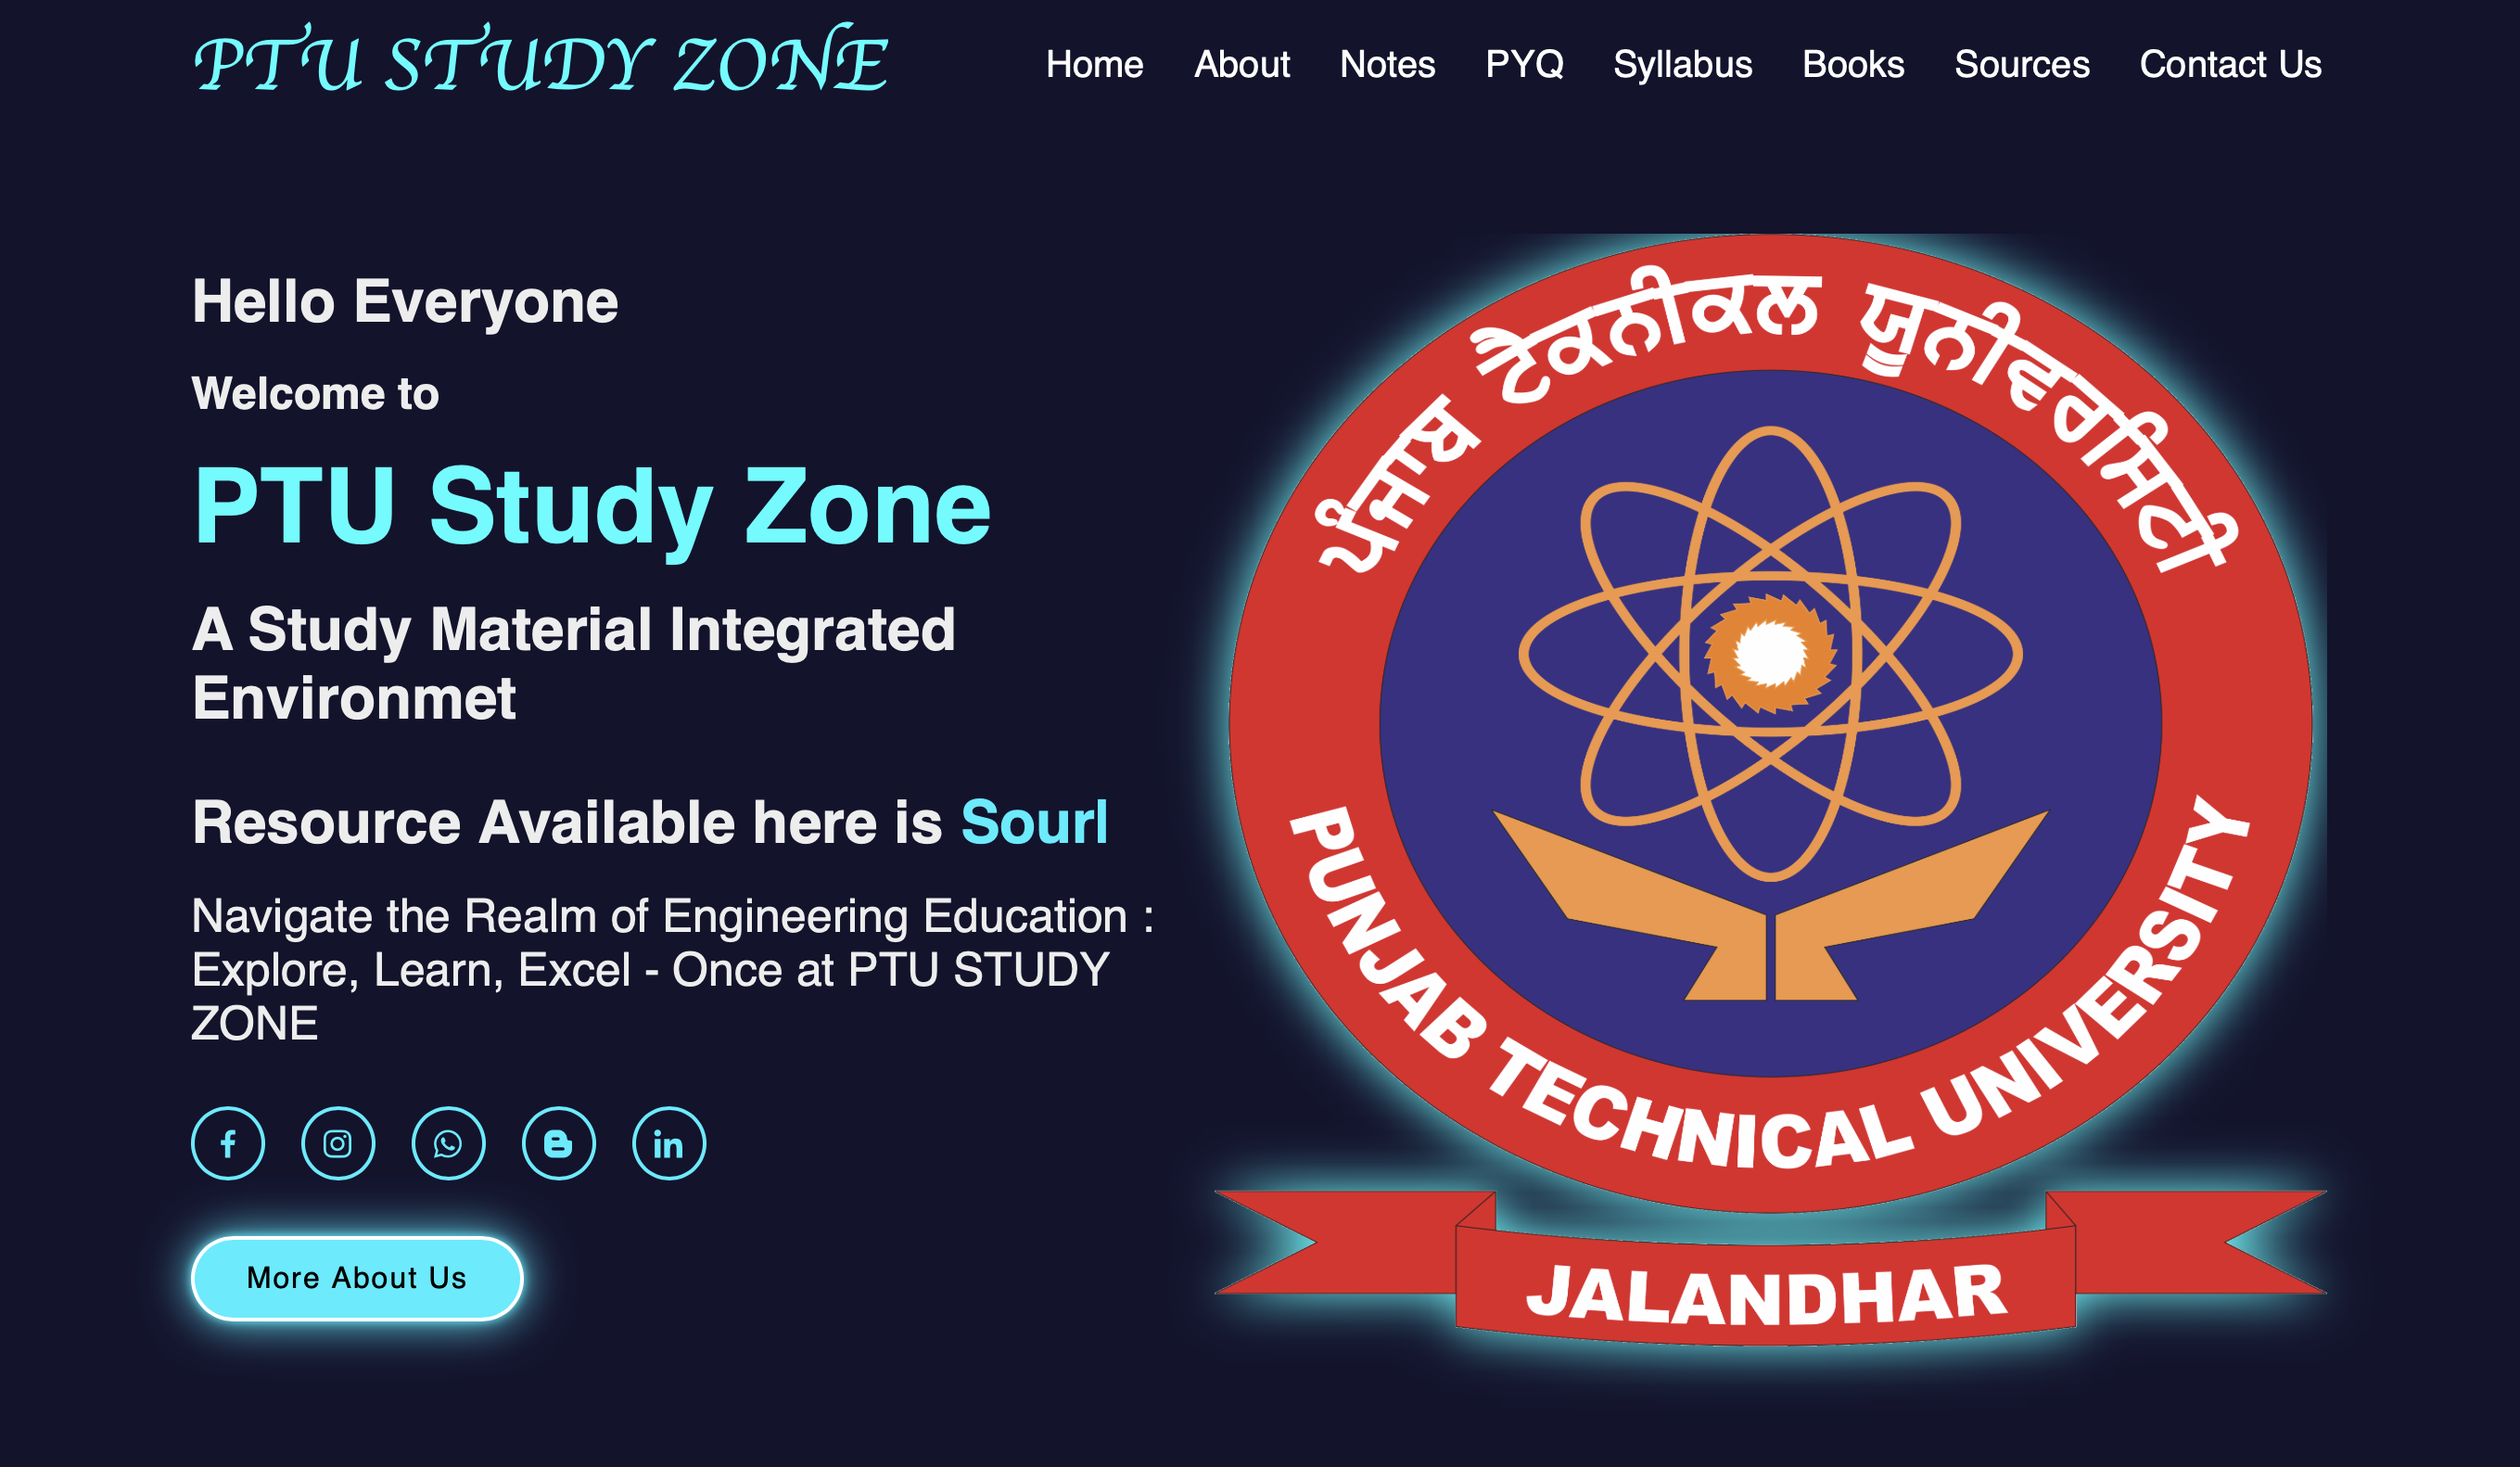 PTU STUDY ZONE
Home About Notes PYQ Syllabus Books Sources Contact Us
Hello Everyone
Welcome to
PTU Study Zone
A Study Material Integrated
Environmet
Resource Available here is Sourl
Navigate the Realm of Engineering Education :
Explore, Learn, Excel - Once at PTU STUDY
ZONE
More About Us
ਪੰਜਾਬ ਟੈਕਨੀਕਲ ਯੂਨੀਵਰਸਿਟੀ
PUNJAB TECHNICAL UNIVERSITY
JALANDHAR